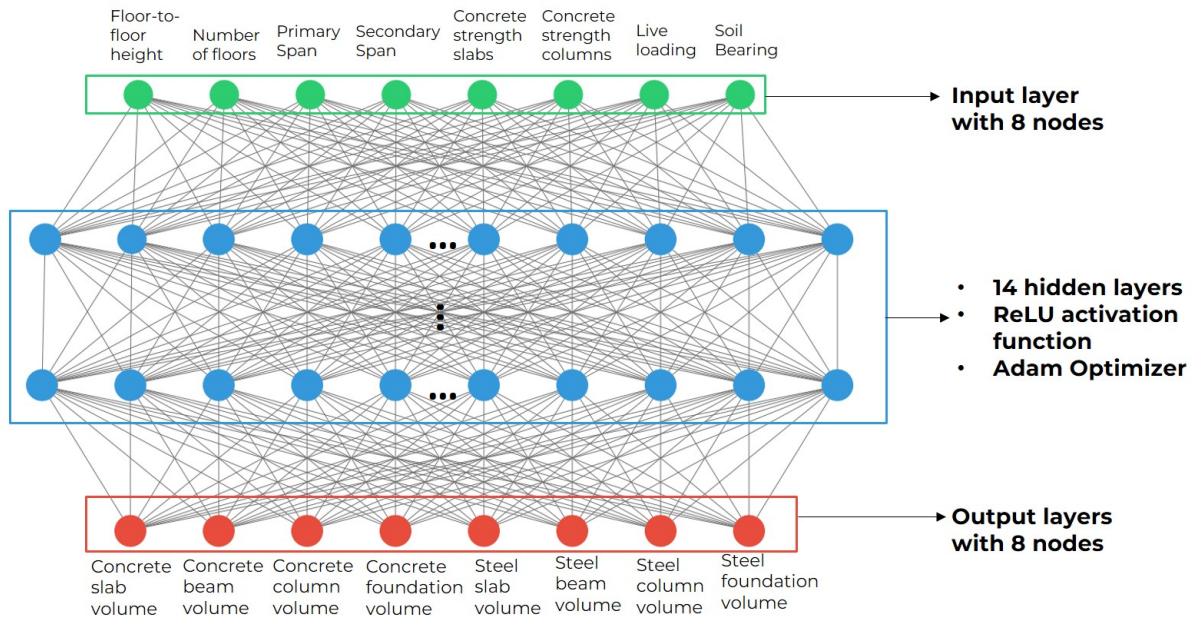 Floor-to-
floor
height
Number
of floors
Primary
Span
Secondary
Span
Concrete
strength
slabs
Concrete
strength
columns
Live
loading
Soil
Bearing
Input layer
with 8 nodes
...
• 14 hidden layers
• ReLU activation
function
• Adam Optimizer
...
Output layers
with 8 nodes
Concrete
slab
volume
Concrete
beam
volume
Concrete
column
volume
Concrete
foundation
volume
Steel
slab
volume
Steel
beam
volume
Steel
column
volume
Steel
foundation
volume